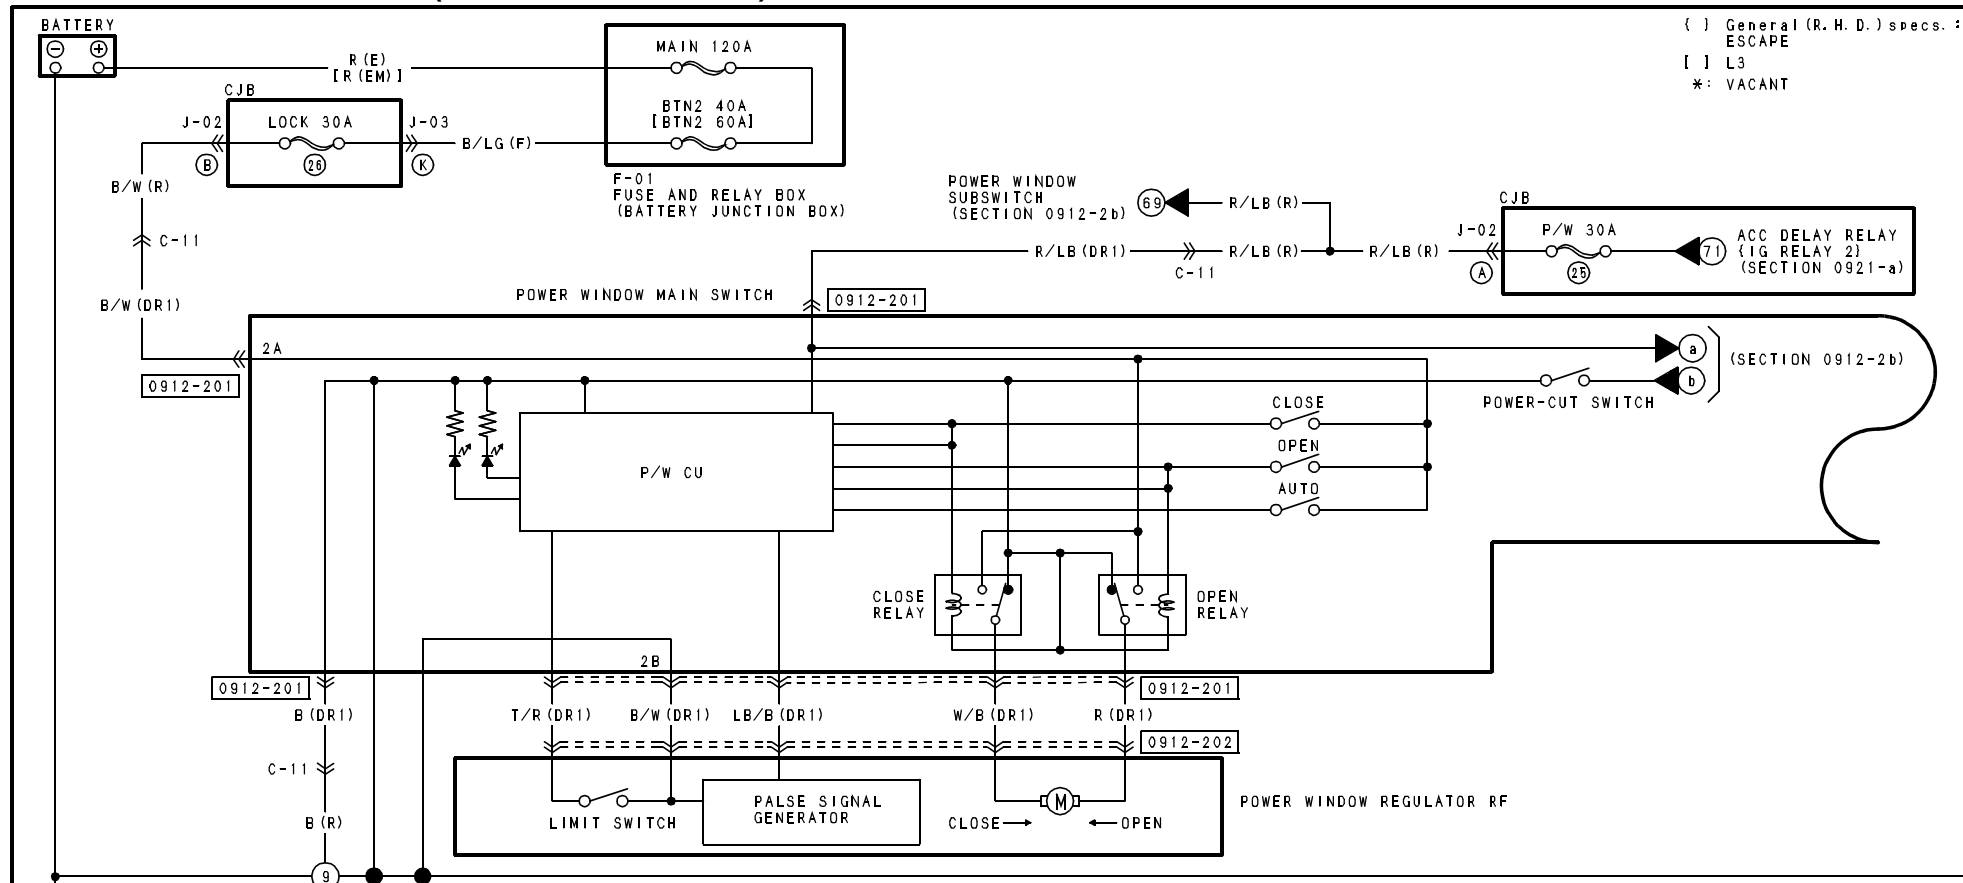 BATTERY
R(E)
[R(EM)]
MAIN 120A
BTN2 40A
[BTN2 60A]
F-01
FUSE AND RELAY BOX
(BATTERY JUNCTION BOX)
{ } General(R.H.D.)specs.:
ESCAPE
[ ] L3
*: VACANT
CJB
J-02
LOCK 30A
J-03
B
26
K
B/LG(F)
B/W(R)
C-11
B/W(DR1)
POWER WINDOW
SUBSWITCH
(SECTION 0912-2b)
69
R/LB(R)
R/LB(DR1)
C-11
R/LB(R)
R/LB(R)
CJB
J-02
P/W 30A
A
25
71
ACC DELAY RELAY
{IG RELAY 2}
(SECTION 0921-a)
POWER WINDOW MAIN SWITCH
0912-201
2A
0912-201
a
b
(SECTION 0912-2b)
POWER-CUT SWITCH
CLOSE
OPEN
AUTO
P/W CU
CLOSE
RELAY
OPEN
RELAY
2B
0912-201
0912-201
B(DR1)
T/R(DR1)
B/W(DR1)
LB/B(DR1)
W/B(DR1)
R(DR1)
0912-202
C-11
B(R)
LIMIT SWITCH
PALSE SIGNAL
GENERATOR
M
CLOSE
OPEN
POWER WINDOW REGULATOR RF
9